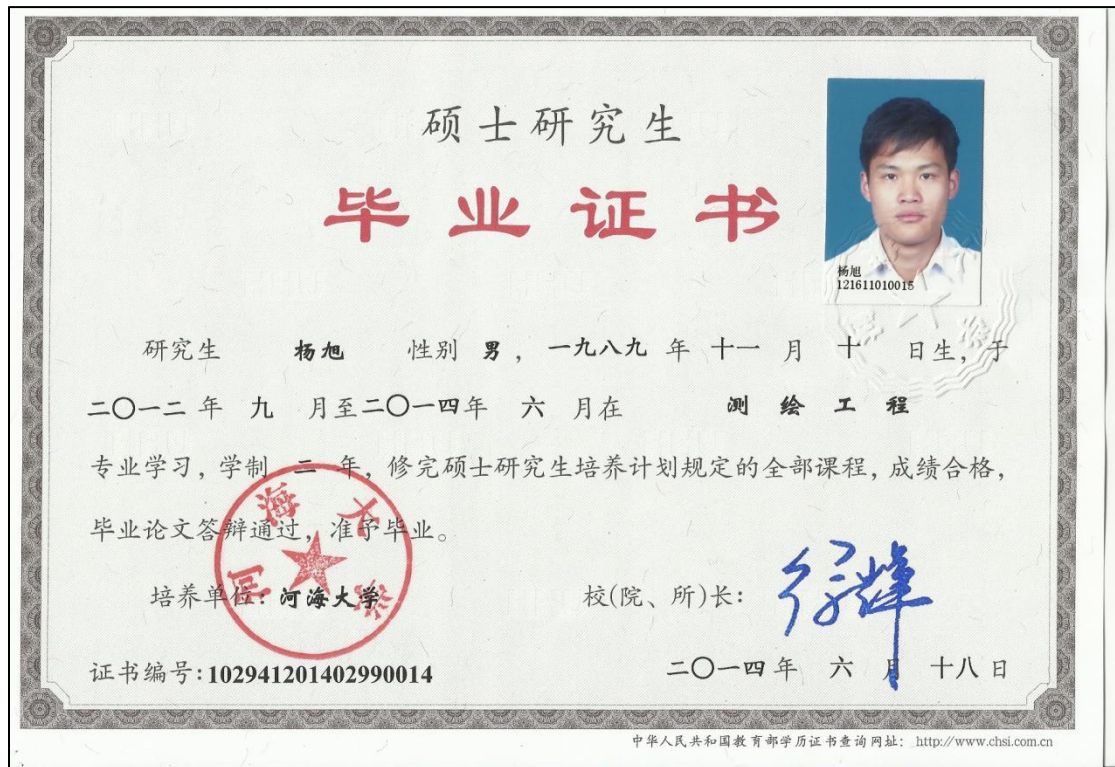 硕士研究生
毕业证书
杨旭
121611010015
研究生 杨旭 性别 男, 一九八九 年 十一 月 十 日生, 于
二〇一二 年 九 月至二〇一四年 六 月在 测绘工程
专业学习, 学制 二 年, 修完硕士研究生培养计划规定的全部课程, 成绩合格,
毕业论文答辩通过, 准予毕业。
河海大学
培养单位: 河海大学 校(院、所)长:
证书编号:102941201402990014 二〇一四 年 六 月 十八 日
中华人民共和国教育部学历证书查询网址: http://www.chsi.com.cn